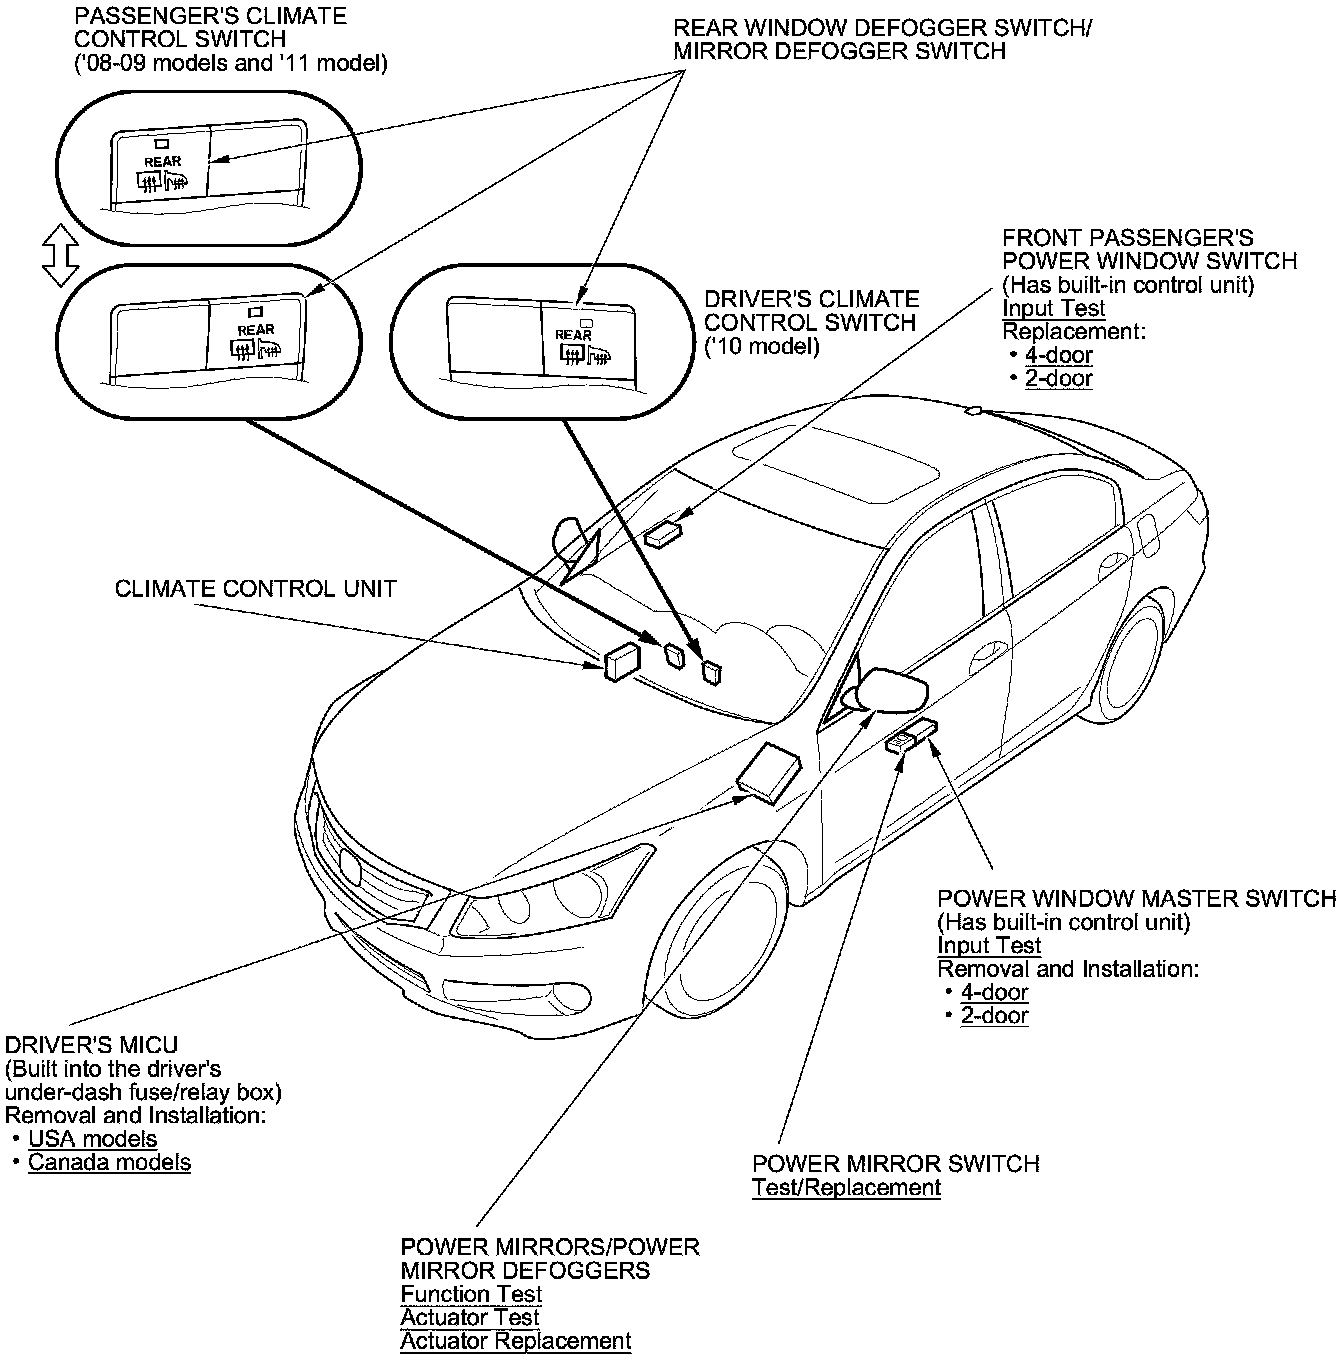 PASSENGER'S CLIMATE
CONTROL SWITCH
('08-09 models and '11 model)
REAR WINDOW DEFOGGER SWITCH/
MIRROR DEFOGGER SWITCH
REAR
REAR
REAR
DRIVER'S CLIMATE
CONTROL SWITCH
('10 model)
FRONT PASSENGER'S
POWER WINDOW SWITCH
(Has built-in control unit)
Input Test
Replacement:
• 4-door
• 2-door
CLIMATE CONTROL UNIT
POWER WINDOW MASTER SWITCH
(Has built-in control unit)
Input Test
Removal and Installation:
• 4-door
• 2-door
DRIVER'S MICU
(Built into the driver's
under-dash fuse/relay box)
Removal and Installation:
• USA models
• Canada models
POWER MIRROR SWITCH
Test/Replacement
POWER MIRRORS/POWER
MIRROR DEFOGGERS
Function Test
Actuator Test
Actuator Replacement